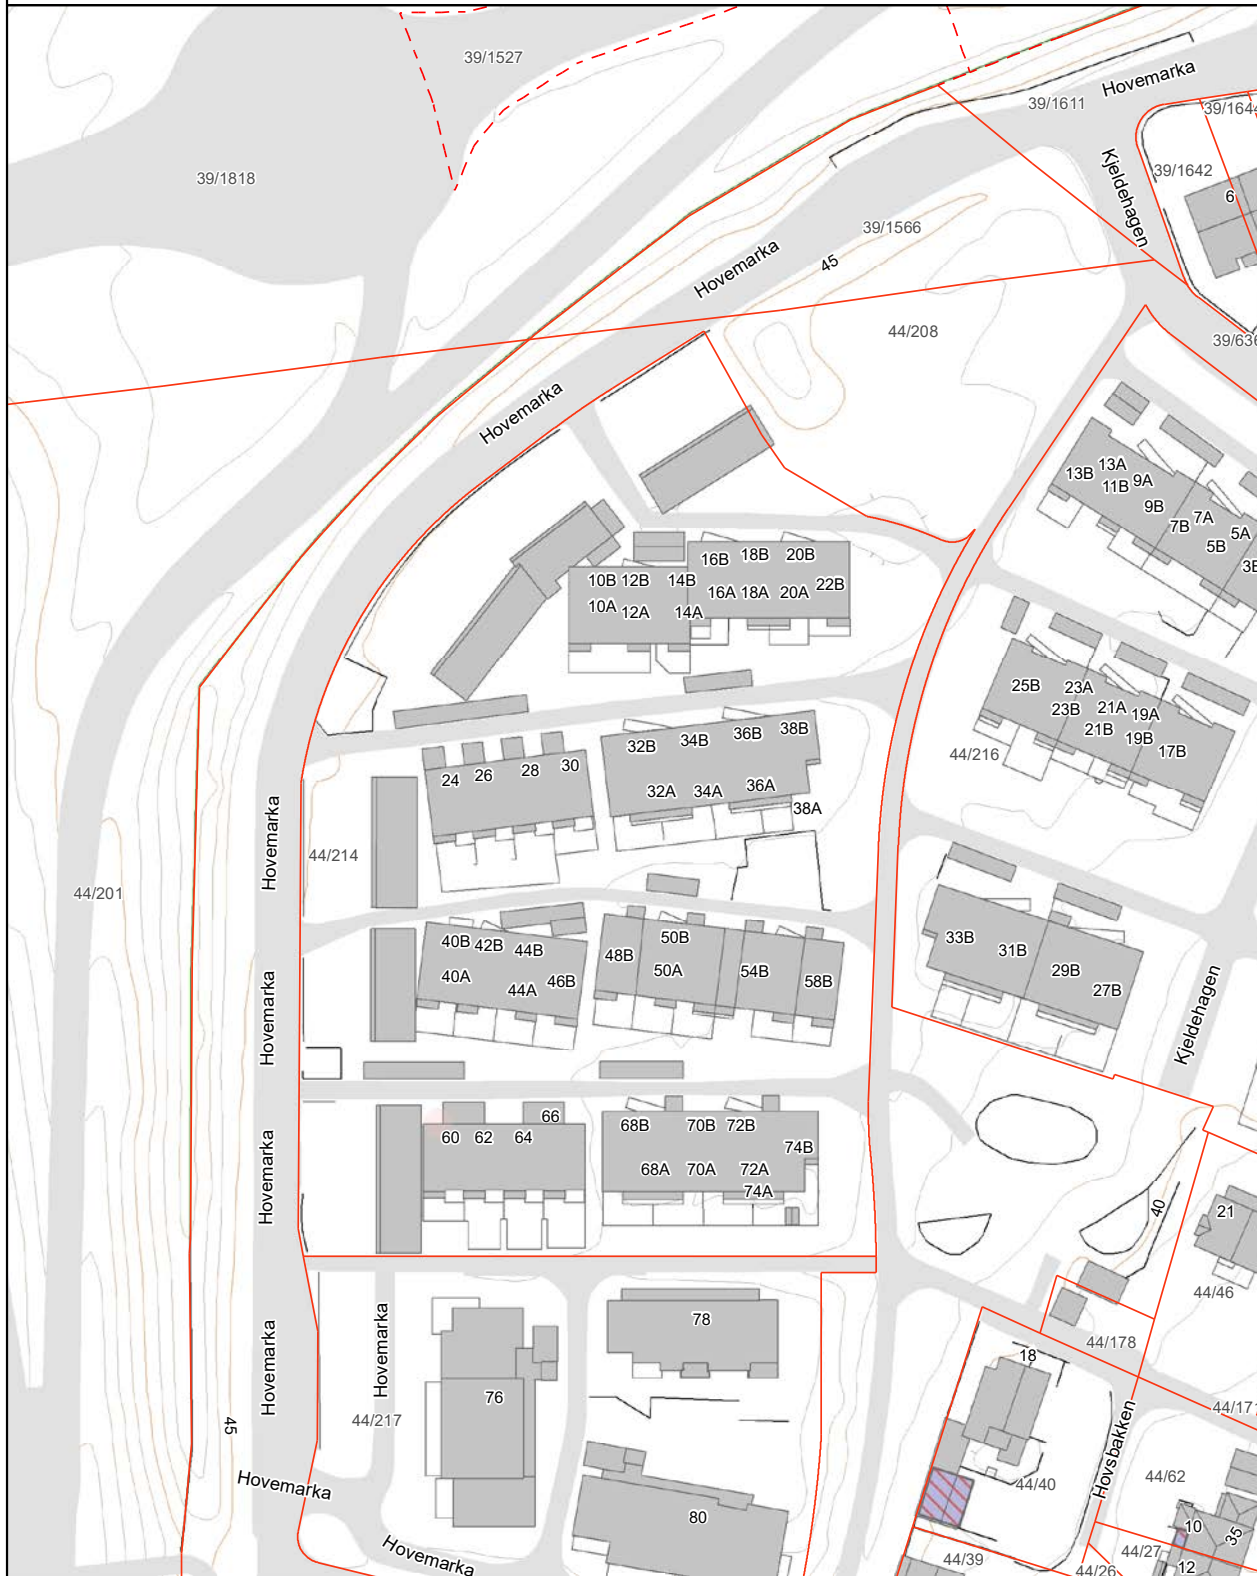 39/1527
Hovemarka
39/1611
39/1644
Kjeldehagen
39/1642
39/1818
6
39/1566
Hovemarka
45
44/208
39/636
Hovemarka
13B
13A
11B
9A
9B
7A
7B
5A
5B
3B
16B
18B
20B
10B
12B
14B
22B
10A
12A
14A
16A
18A
20A
25B
23A
23B
21A
21B
19A
19B
17B
44/216
38B
36B
34B
32B
30
28
26
24
32A
34A
36A
38A
Hovemarka
44/214
44/201
40B
42B
44B
46B
40A
44A
48B
50B
50A
54B
58B
33B
31B
29B
27B
Hovemarka
Kjeldehagen
60
62
64
66
68B
70B
72B
74B
68A
70A
72A
74A
Hovemarka
40
21
44/46
78
44/178
18
Hovemarka
Hovemarka
76
44/217
45
44/171
Hovsbakken
44/62
44/40
Hovemarka
80
10
35
Hovemarka
44/39
44/27
44/26
12